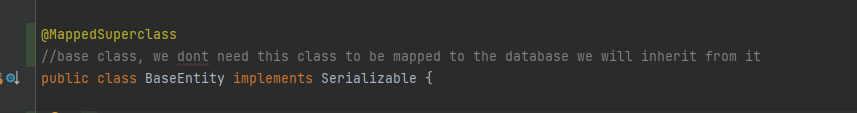 @MappedSuperclass
//base class, we dont need this class to be mapped to the database we will inherit from it
public class BaseEntity implements Serializable {